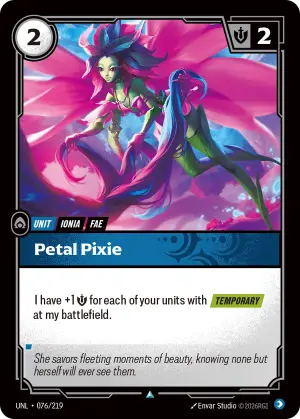 2
2
UNIT IONIA FAE
Petal Pixie
I have +1 for each of your units with TEMPORARY
at my battlefield.
She savors fleeting moments of beauty, knowing none but
herself will ever see them.
UNL • 076/219
Envar Studio ©2026RGI